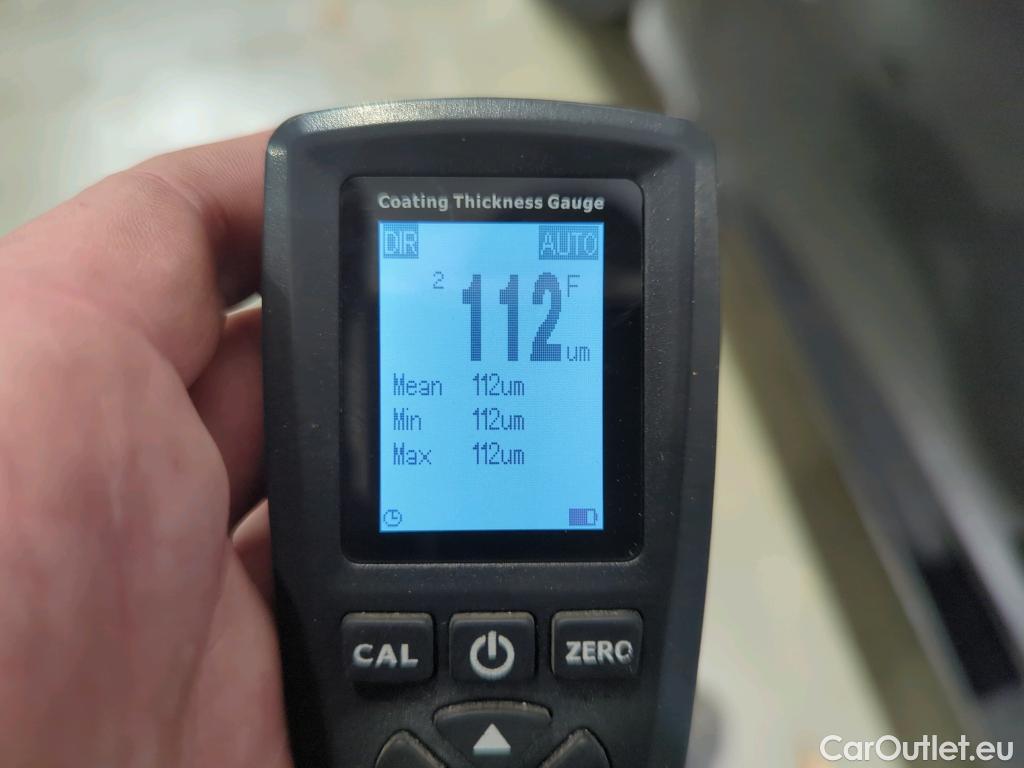 Coating Thickness Gauge
DIR AUTO
2 112 F
um
Mean 112um
Min 112um
Max 112um
CAL ZERO
CarOutlet.eu